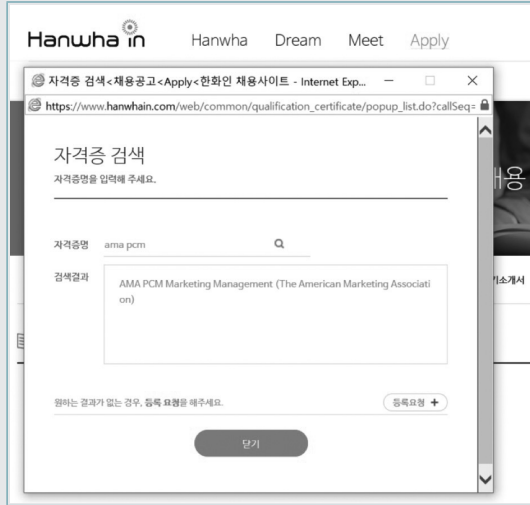 Hanwha in
Hanwha Dream Meet Apply
자격증 검색<채용공고<Apply<한화인 채용사이트 - Internet Exp...
https://www.hanwhain.com/web/common/qualification_certificate/popup_list.do?callSeq=
자격증 검색
자격증명을 입력해 주세요.
자격증명 ama pcm
검색결과
AMA PCM Marketing Management (The American Marketing Associati
on)
원하는 결과가 없는 경우, 등록 요청을 해주세요.
등록요청 +
닫기
용
기소개서